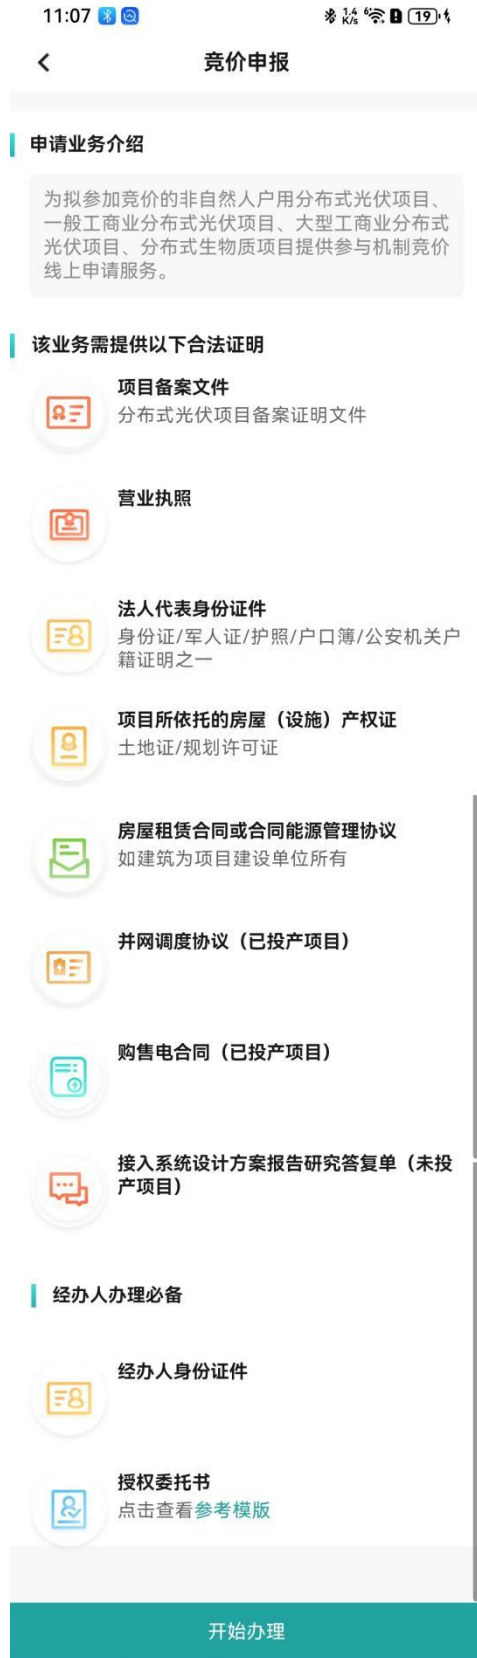 11:07
1.4 K/s 6 19
竞价申报
申请业务介绍
为拟参加竞价的非自然人户用分布式光伏项目、
一般工商业分布式光伏项目、大型工商业分布式
光伏项目、分布式生物质项目提供参与机制竞价
线上申请服务。
该业务需提供以下合法证明
项目备案文件
分布式光伏项目备案证明文件
营业执照
法人代表身份证件
身份证/军人证/护照/户口簿/公安机关户
籍证明之一
项目所依托的房屋（设施）产权证
土地证/规划许可证
房屋租赁合同或合同能源管理协议
如建筑为项目建设单位所有
并网调度协议（已投产项目）
购售电合同（已投产项目）
接入系统设计方案报告研究答复单（未投
产项目）
经办人办理必备
经办人身份证件
授权委托书
点击查看参考模版
开始办理